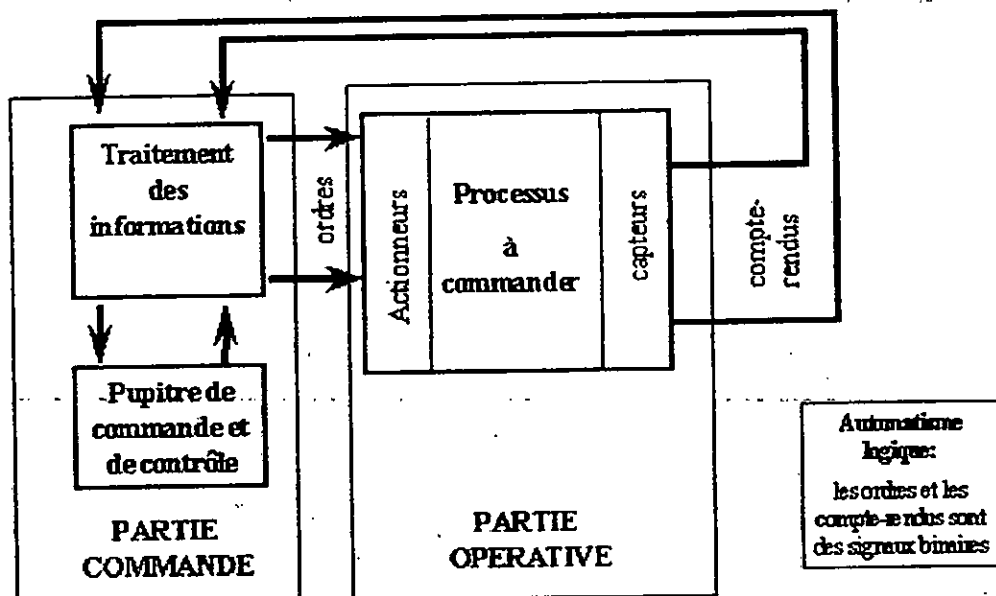 Traitement
des
informations
ordres
Actionneurs
Processus
à
commander
capteurs
compte-
rendus
Pupitre de
commande et
de contrôle
PARTIE
COMMANDE
PARTIE
OPERATIVE
Automatisme
logique:
les ordres et les
compte-rendus sont
des signaux binaires